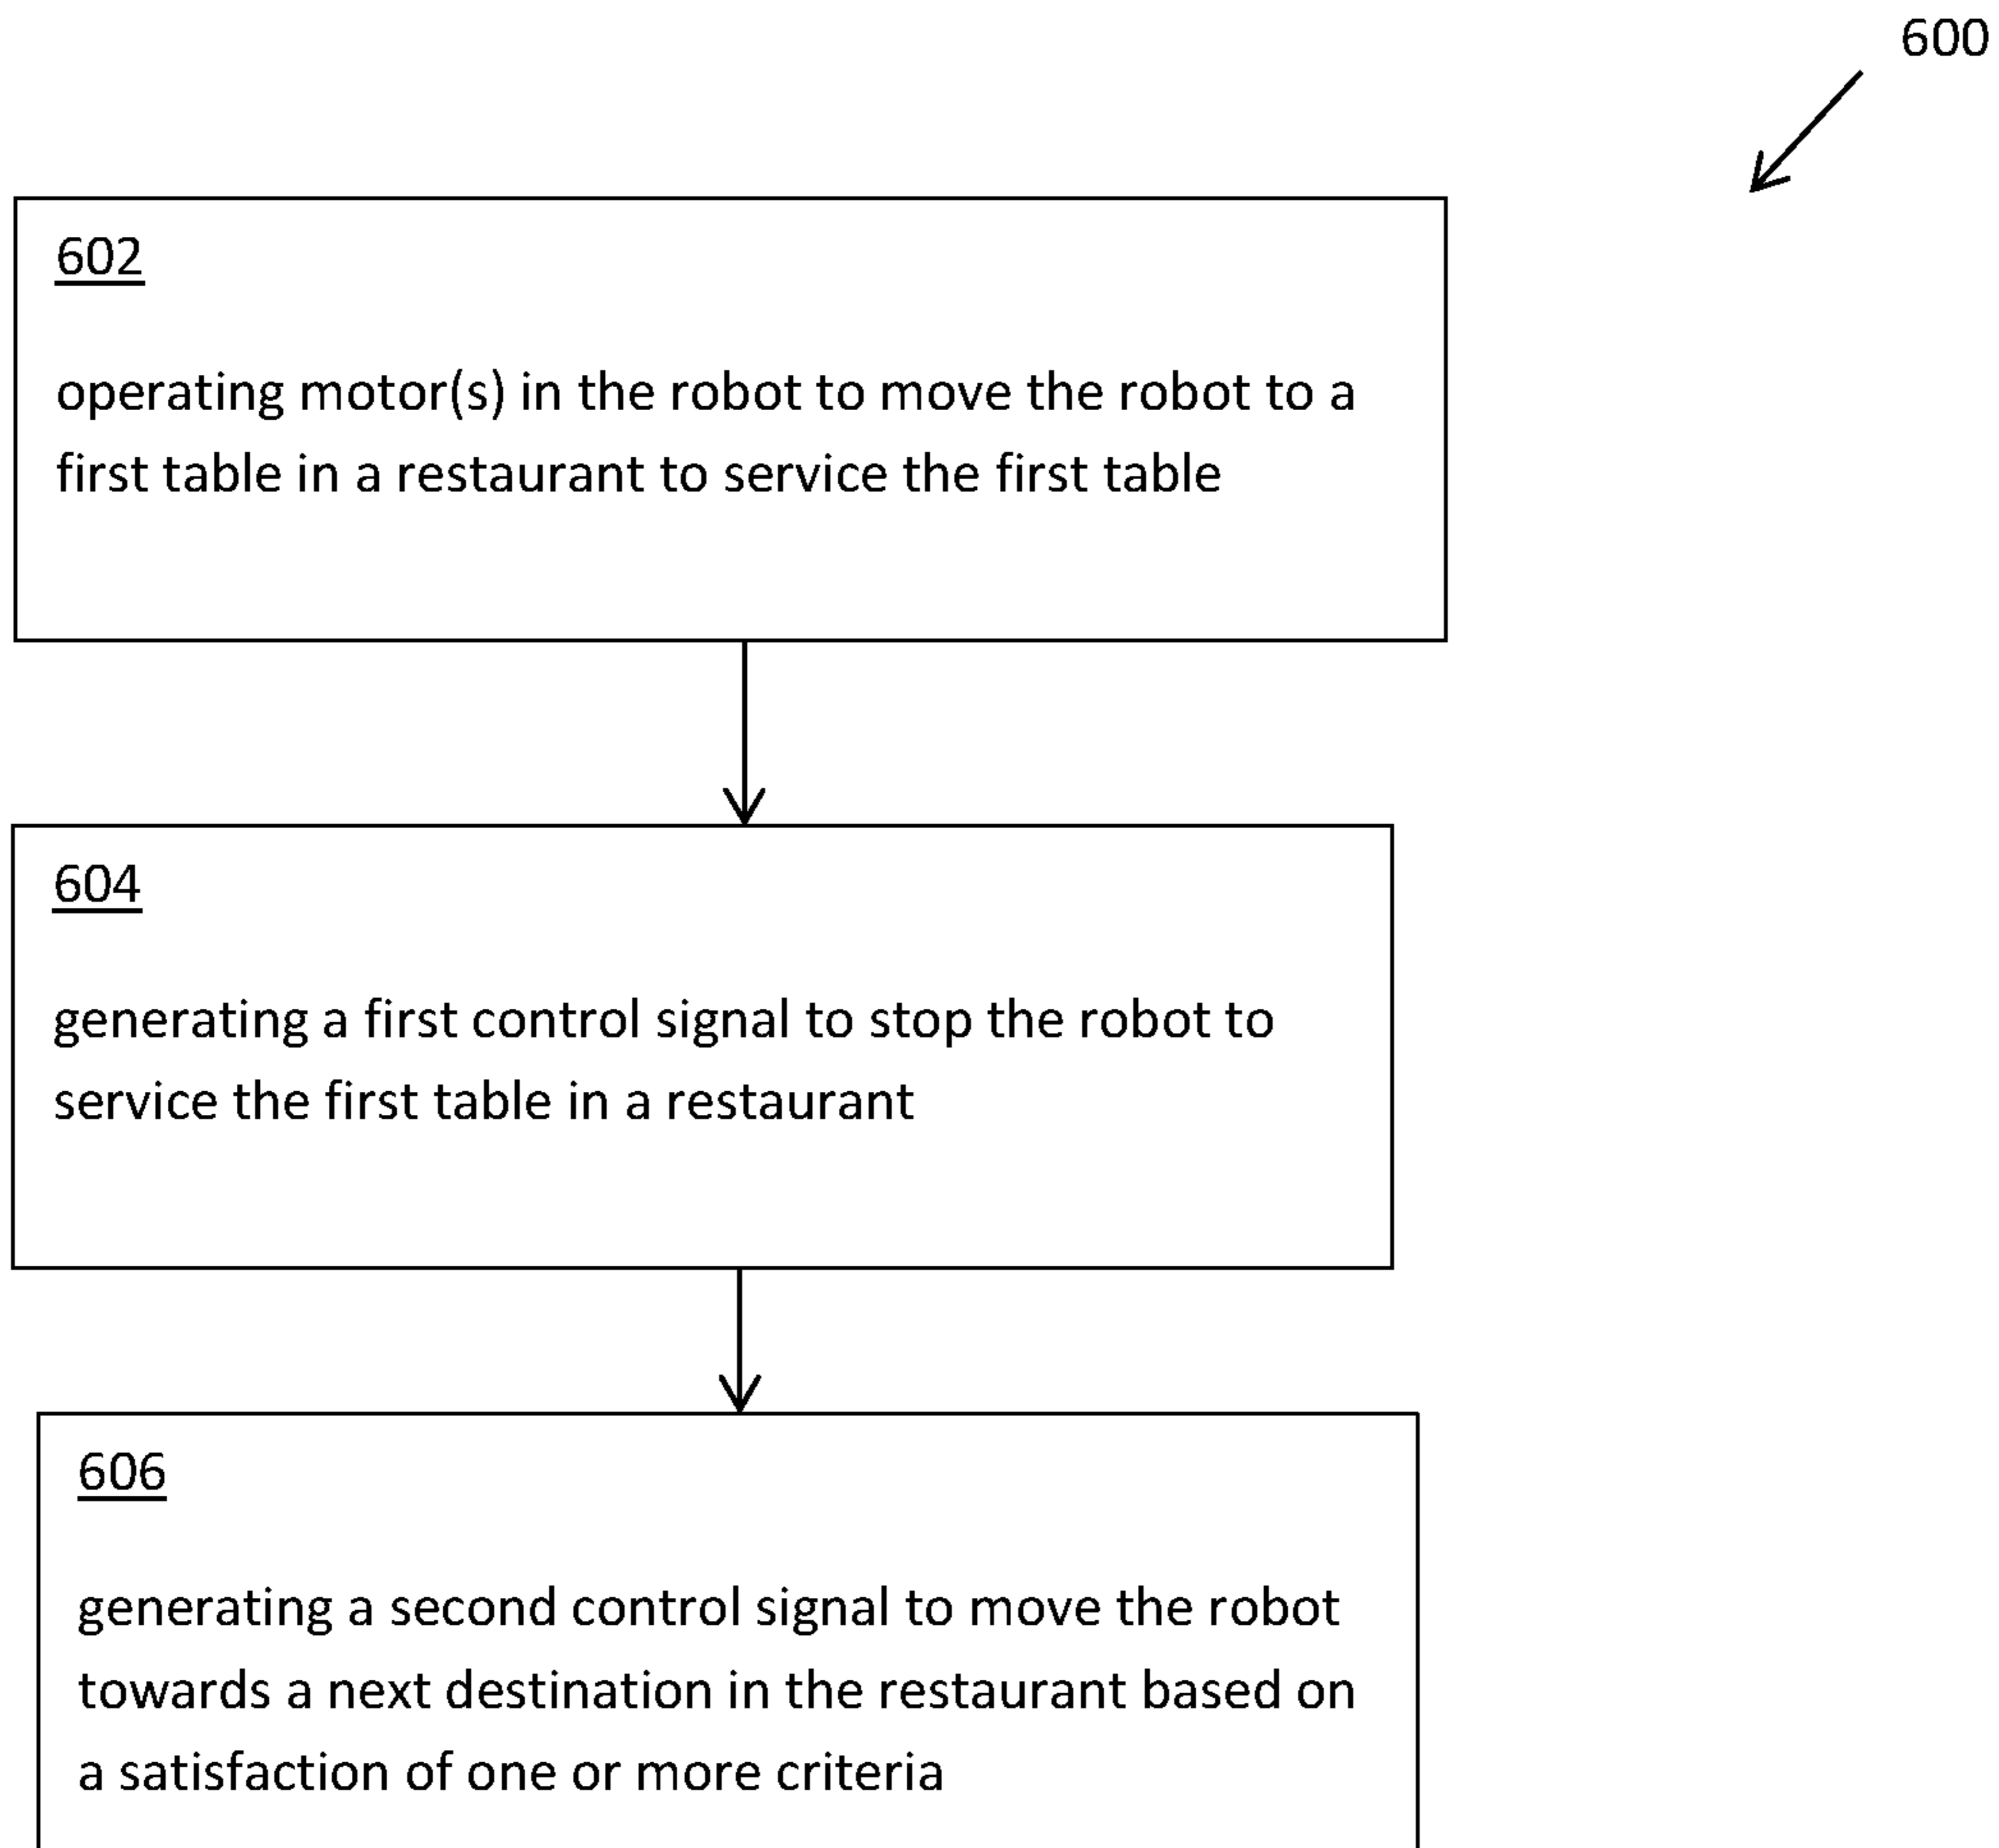 600
602
operating motor(s) in the robot to move the robot to a
first table in a restaurant to service the first table
604
generating a first control signal to stop the robot to
service the first table in a restaurant
606
generating a second control signal to move the robot
towards a next destination in the restaurant based on
a satisfaction of one or more criteria